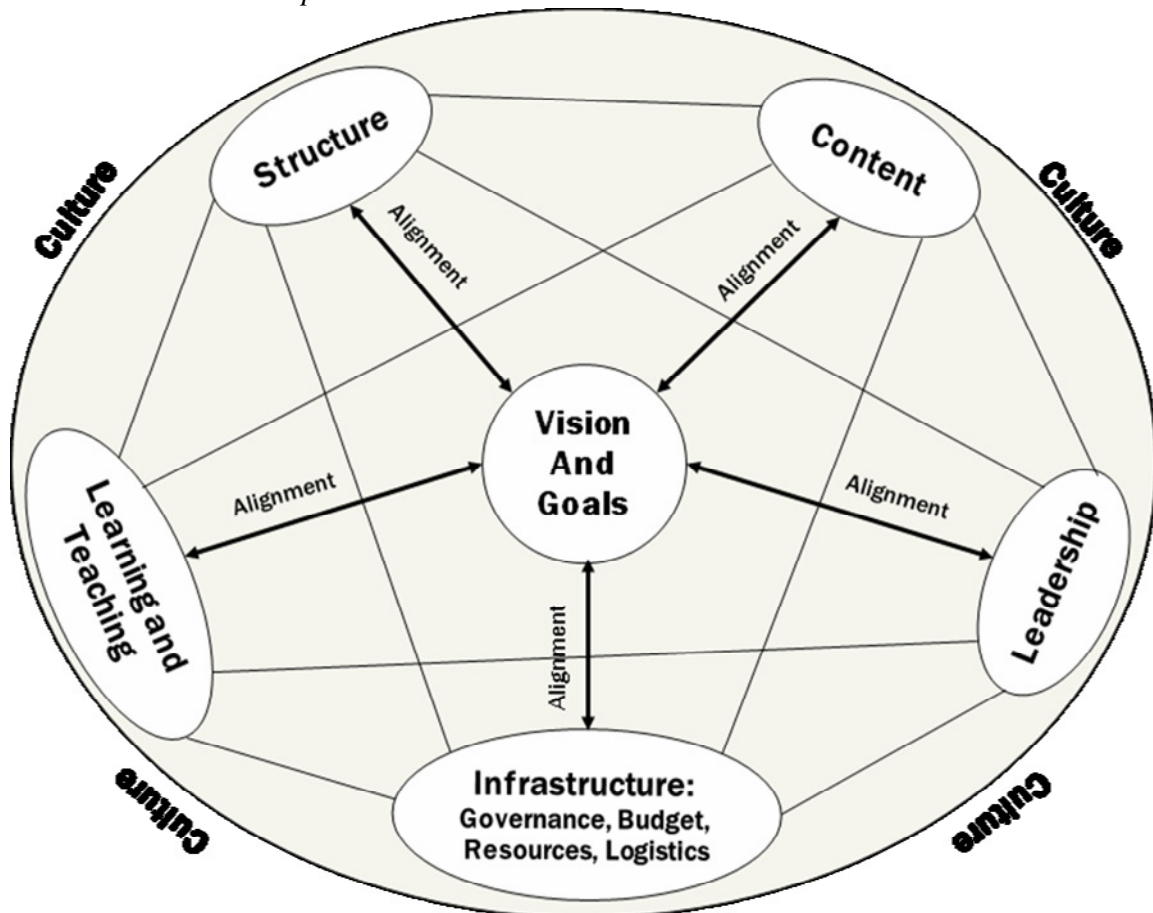 Structure
Content
Culture
Culture
Alignment
Alignment
Vision
And
Goals
Alignment
Alignment
Learning and
Teaching
Leadership
Alignment
Infrastructure:
Governance, Budget,
Resources, Logistics
Culture
Culture